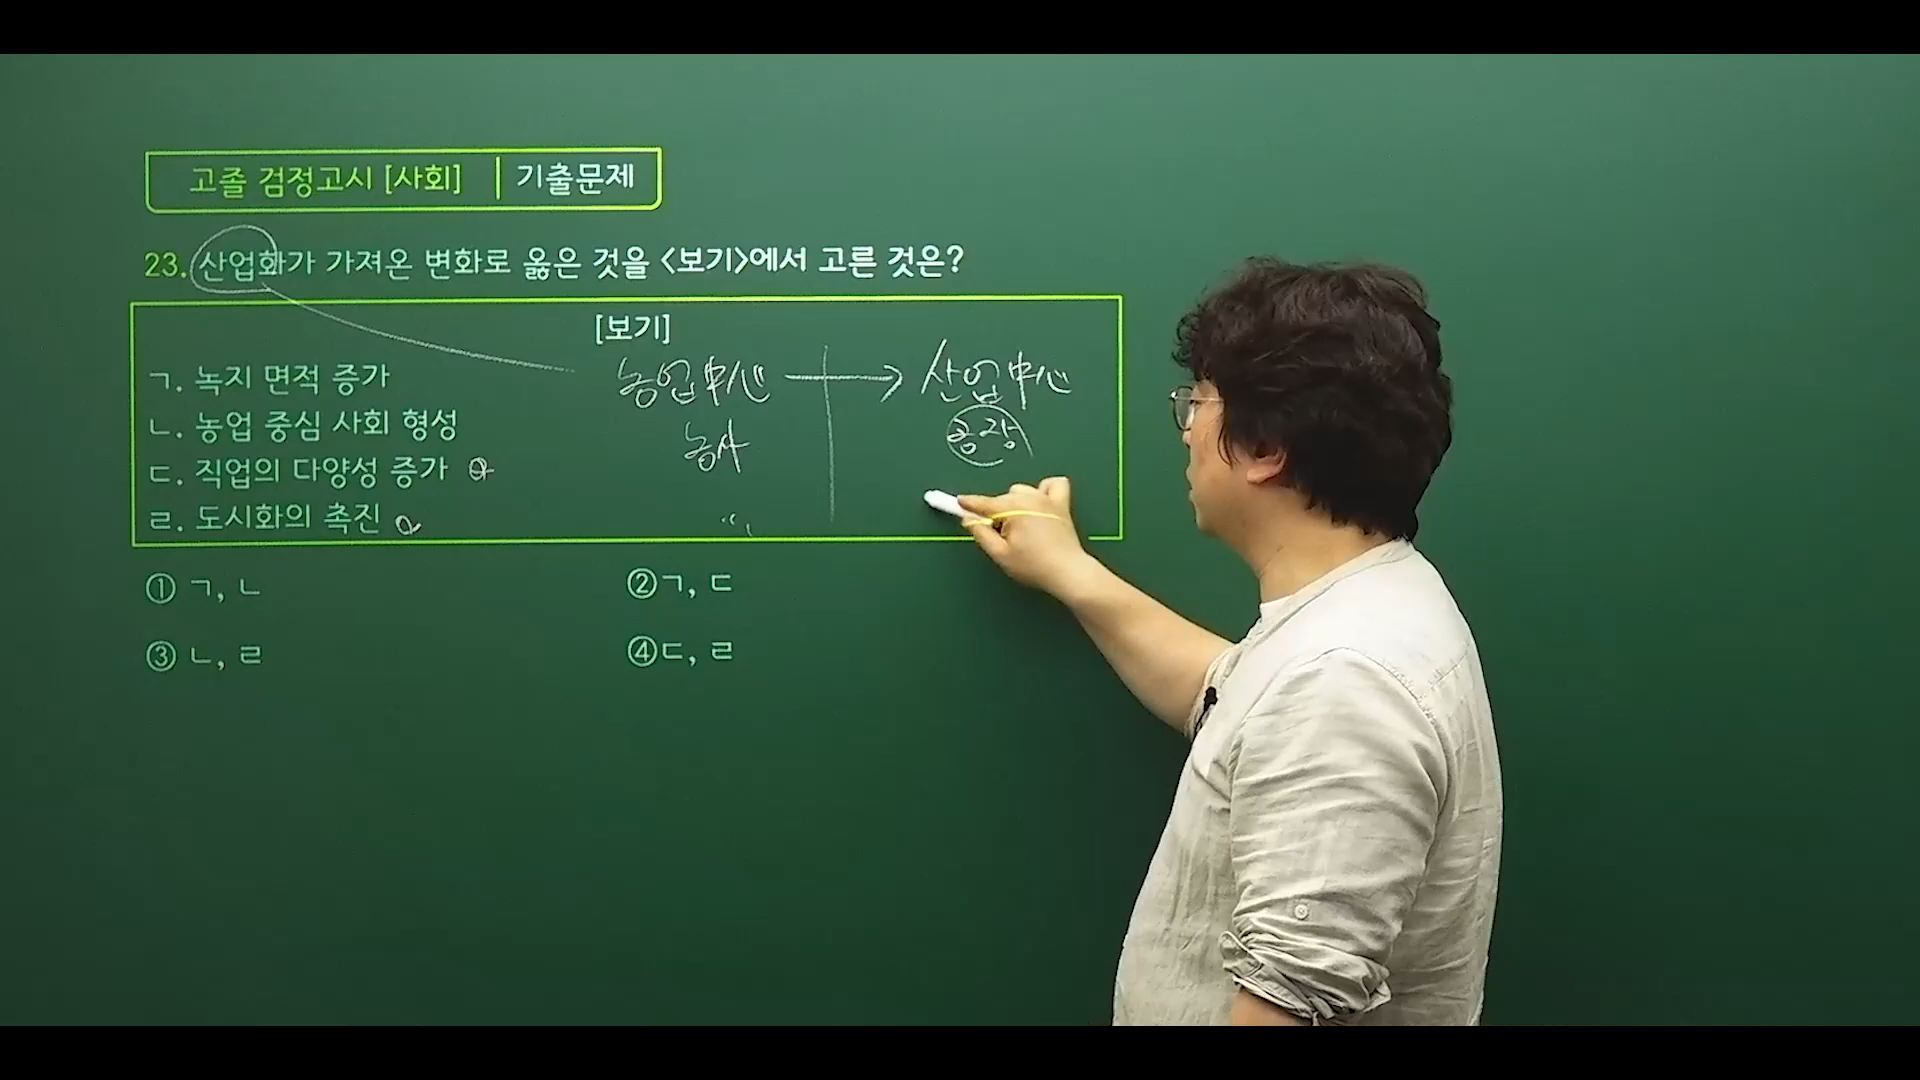 고졸 검정고시 [사회] 기출문제
23. 산업화가 가져온 변화로 옳은 것을 <보기>에서 고른 것은?
[보기]
ㄱ. 녹지 면적 증가
ㄴ. 농업 중심 사회 형성
ㄷ. 직업의 다양성 증가
ㄹ. 도시화의 촉진
농업中心 → 산업中心
농사 공장
① ㄱ, ㄴ
② ㄱ, ㄷ
③ ㄴ, ㄹ
④ ㄷ, ㄹ